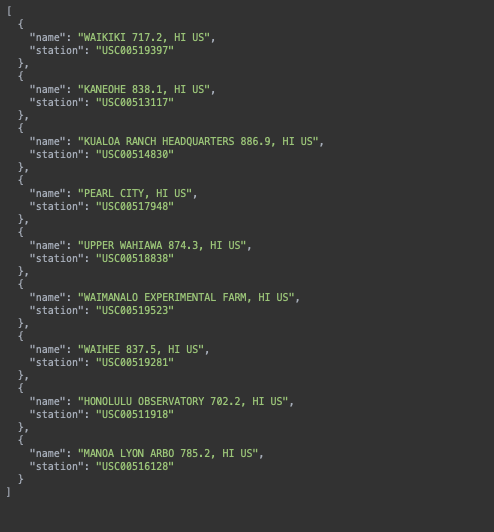 [
  {
    "name": "WAIKIKI 717.2, HI US",
    "station": "USC00519397"
  },
  {
    "name": "KANEOHE 838.1, HI US",
    "station": "USC00513117"
  },
  {
    "name": "KUALOA RANCH HEADQUARTERS 886.9, HI US",
    "station": "USC00514830"
  },
  {
    "name": "PEARL CITY, HI US",
    "station": "USC00517948"
  },
  {
    "name": "UPPER WAHIAWA 874.3, HI US",
    "station": "USC00518838"
  },
  {
    "name": "WAIMANALO EXPERIMENTAL FARM, HI US",
    "station": "USC00519523"
  },
  {
    "name": "WAIHEE 837.5, HI US",
    "station": "USC00519281"
  },
  {
    "name": "HONOLULU OBSERVATORY 702.2, HI US",
    "station": "USC00511918"
  },
  {
    "name": "MANOA LYON ARBO 785.2, HI US",
    "station": "USC00516128"
  }
]